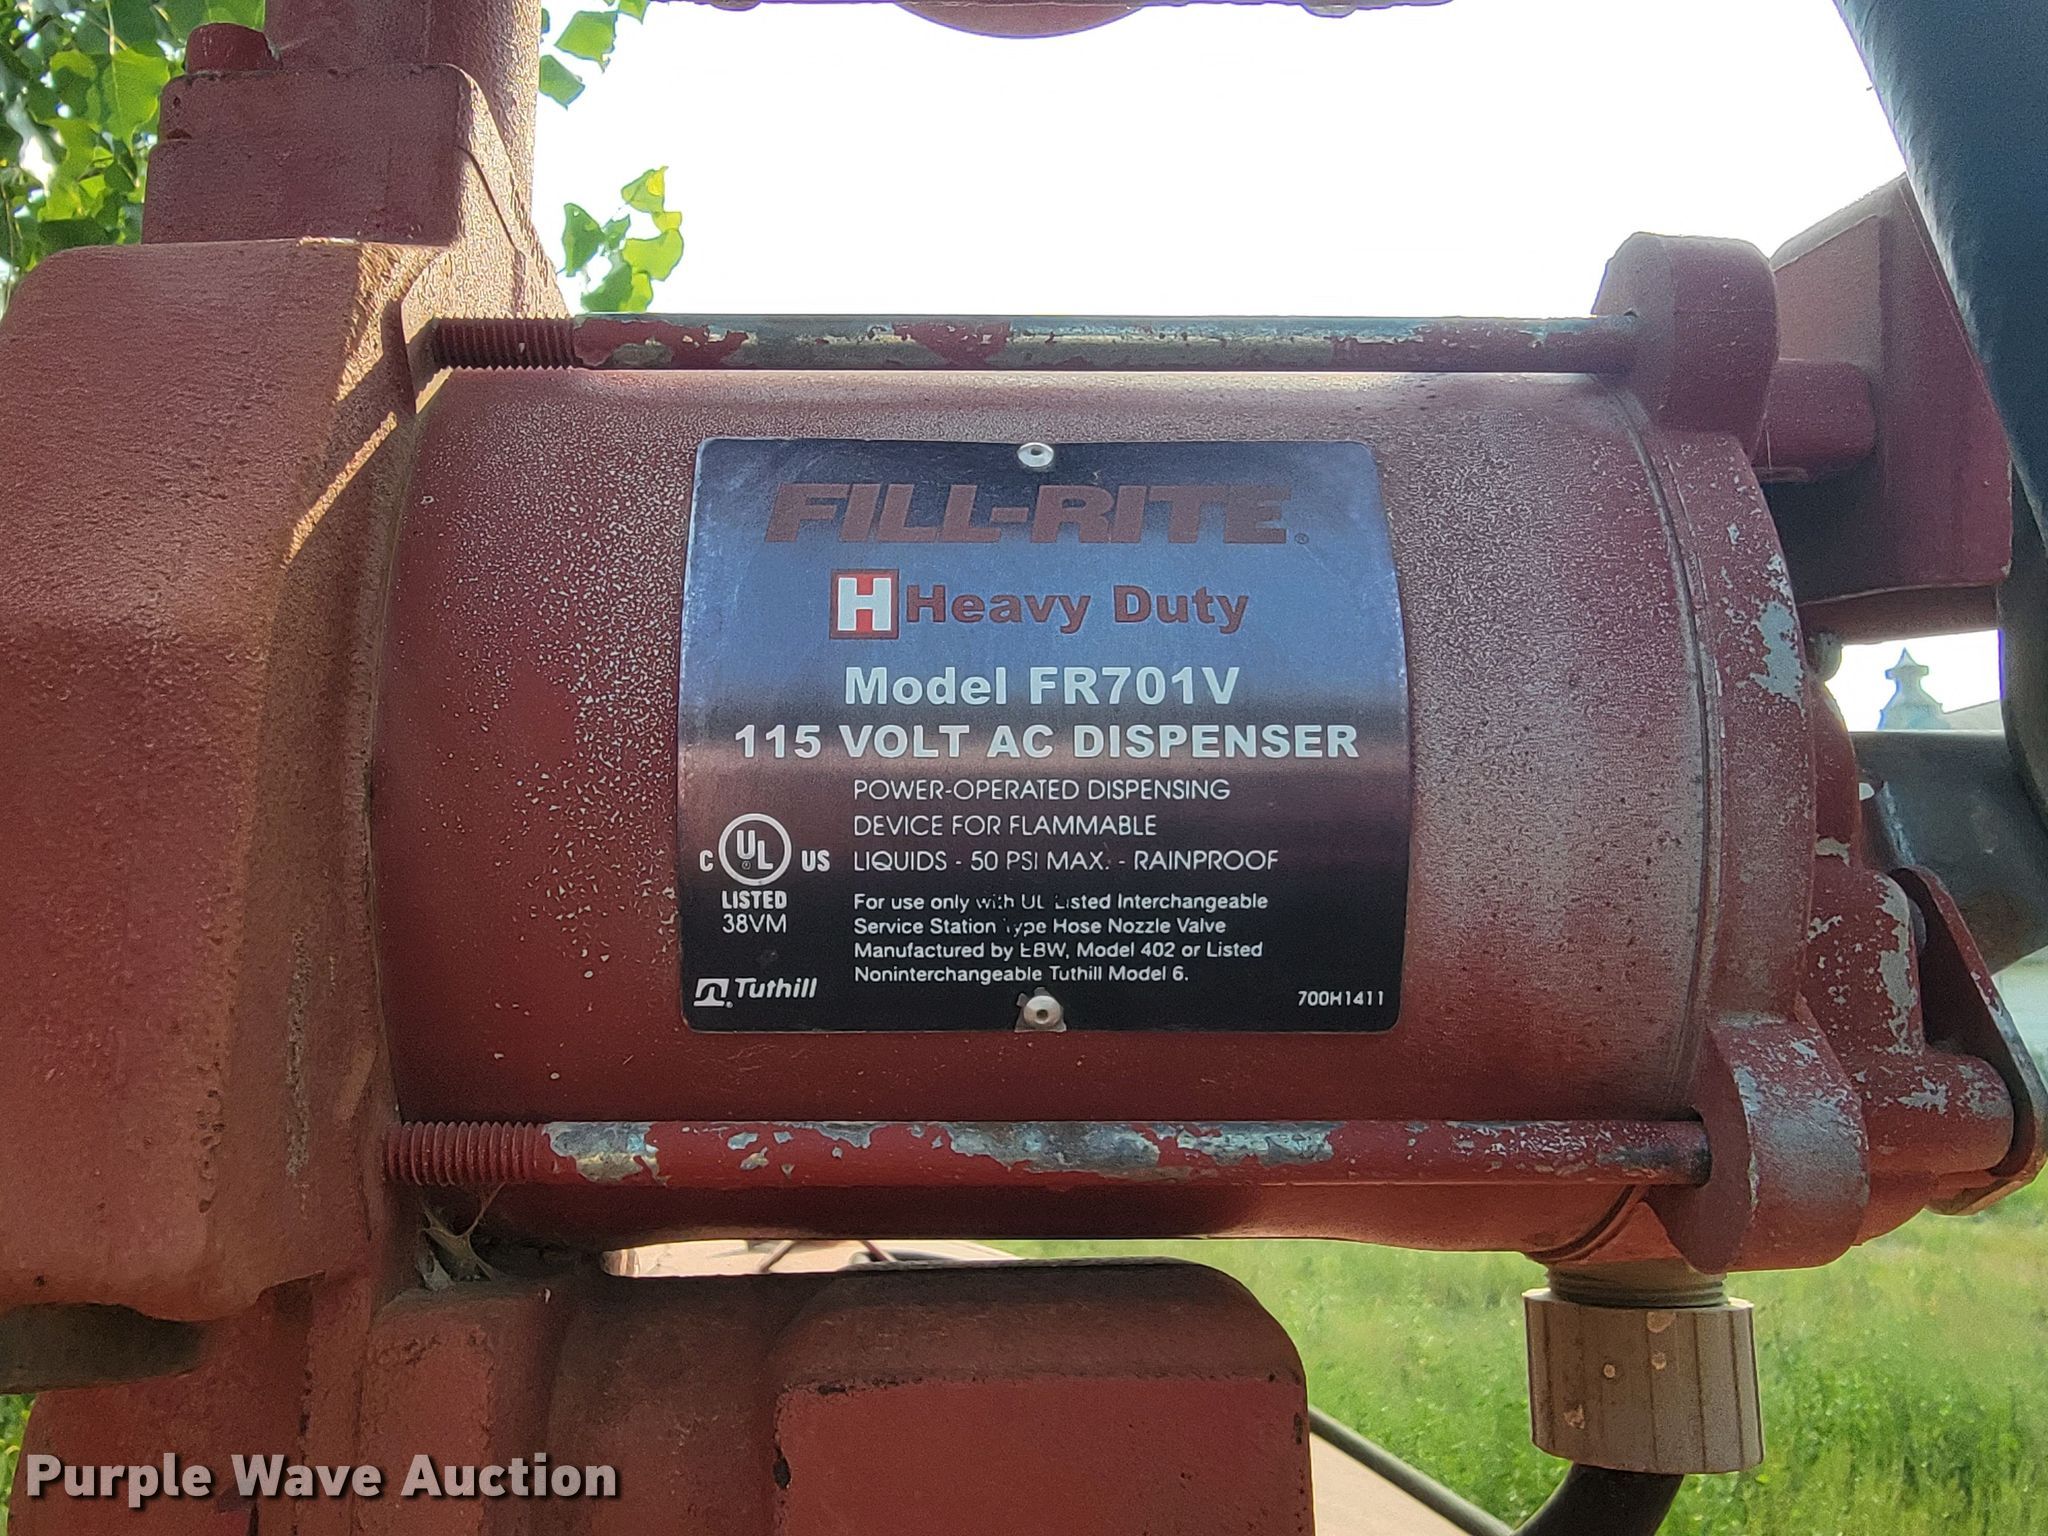 FILL-RITE®
H Heavy Duty
Model FR701V
115 VOLT AC DISPENSER
POWER-OPERATED DISPENSING
DEVICE FOR FLAMMABLE
LIQUIDS - 50 PSI MAX. - RAINPROOF
C UL US
LISTED
38VM
For use only with UL Listed Interchangeable
Service Station Type Hose Nozzle Valve
Manufactured by EBW, Model 402 or Listed
Noninterchangeable Tuthill Model 6.
Tuthill
700H1411
Purple Wave Auction